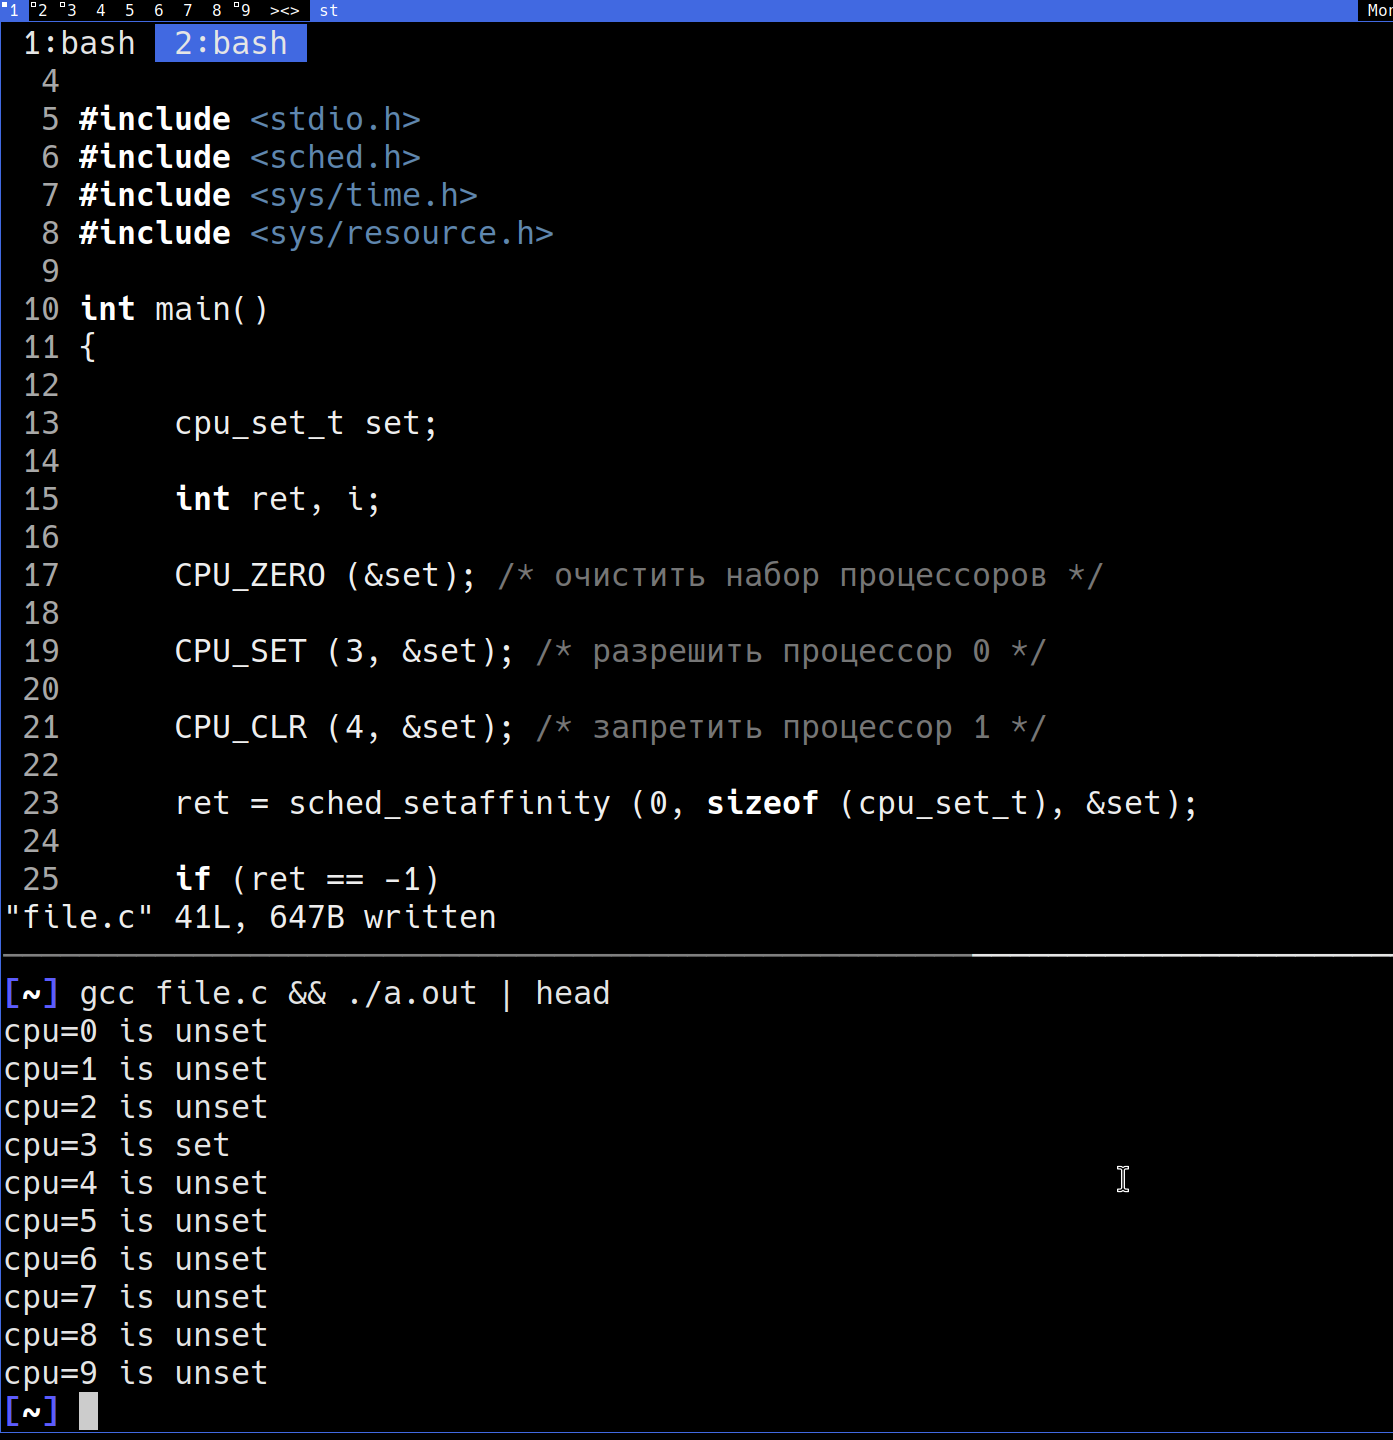 1 2 3 4 5 6 7 8 9 ><> st
1:bash 2:bash
4
5 #include <stdio.h>
6 #include <sched.h>
7 #include <sys/time.h>
8 #include <sys/resource.h>
9
10 int main()
11 {
12
13 cpu_set_t set;
14
15 int ret, i;
16
17 CPU_ZERO (&set); /* очистить набор процессоров */
18
19 CPU_SET (3, &set); /* разрешить процессор 0 */
20
21 CPU_CLR (4, &set); /* запретить процессор 1 */
22
23 ret = sched_setaffinity (0, sizeof (cpu_set_t), &set);
24
25 if (ret == -1)
"file.c" 41L, 647B written
[~] gcc file.c && ./a.out | head
cpu=0 is unset
cpu=1 is unset
cpu=2 is unset
cpu=3 is set
cpu=4 is unset
cpu=5 is unset
cpu=6 is unset
cpu=7 is unset
cpu=8 is unset
cpu=9 is unset
[~]